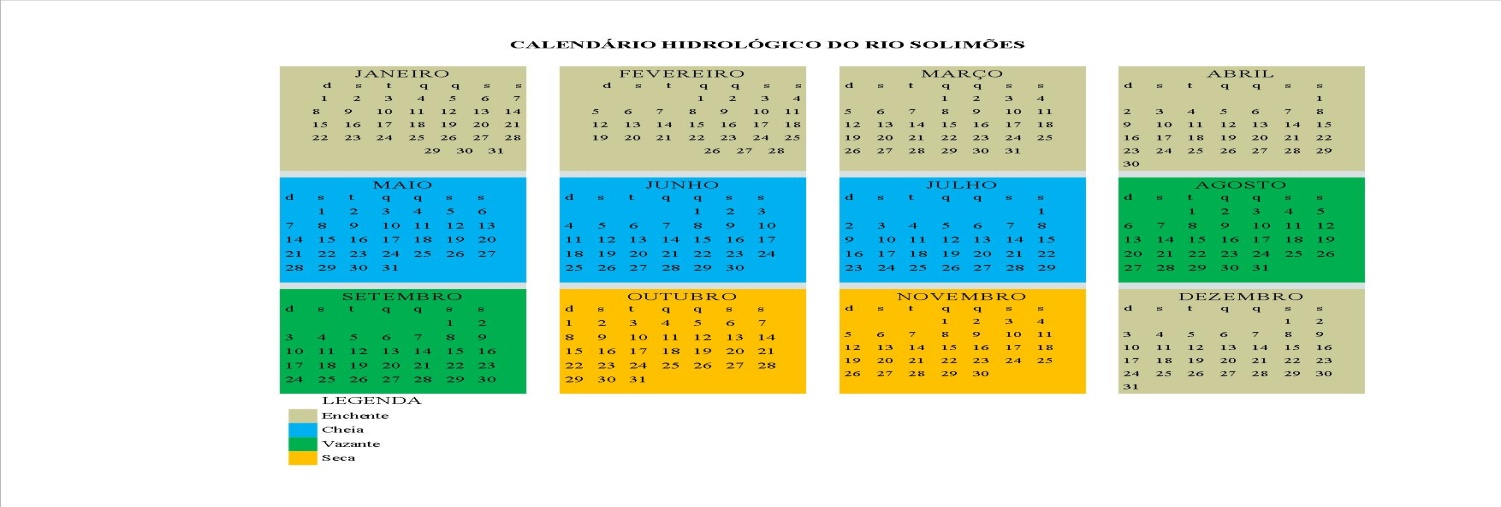 CALENDÁRIO HIDROLÓGICO DO RIO SOLIMÕES
JANEIRO
d s t q q s s
1 2 3 4 5 6 7
8 9 10 11 12 13 14
15 16 17 18 19 20 21
22 23 24 25 26 27 28
29 30 31
FEVEREIRO
d s t q q s s
1 2 3 4
5 6 7 8 9 10 11
12 13 14 15 16 17 18
19 20 21 22 23 24 25
26 27 28
MARÇO
d s t q q s s
1 2 3 4
5 6 7 8 9 10 11
12 13 14 15 16 17 18
19 20 21 22 23 24 25
26 27 28 29 30 31
ABRIL
d s t q q s s
1
2 3 4 5 6 7 8
9 10 11 12 13 14 15
16 17 18 19 20 21 22
23 24 25 26 27 28 29
30
MAIO
d s t q q s s
1 2 3 4 5 6
7 8 9 10 11 12 13
14 15 16 17 18 19 20
21 22 23 24 25 26 27
28 29 30 31
JUNHO
d s t q q s s
1 2 3
4 5 6 7 8 9 10
11 12 13 14 15 16 17
18 19 20 21 22 23 24
25 26 27 28 29 30
JULHO
d s t q q s s
1
2 3 4 5 6 7 8
9 10 11 12 13 14 15
16 17 18 19 20 21 22
23 24 25 26 27 28 29
AGOSTO
d s t q q s s
1 2 3 4 5
6 7 8 9 10 11 12
13 14 15 16 17 18 19
20 21 22 23 24 25 26
27 28 29 30 31
SETEMBRO
d s t q q s s
1 2
3 4 5 6 7 8 9
10 11 12 13 14 15 16
17 18 19 20 21 22 23
24 25 26 27 28 29 30
OUTUBRO
d s t q q s s
1 2 3 4 5 6 7
8 9 10 11 12 13 14
15 16 17 18 19 20 21
22 23 24 25 26 27 28
29 30 31
NOVEMBRO
d s t q q s s
1 2 3 4
5 6 7 8 9 10 11
12 13 14 15 16 17 18
19 20 21 22 23 24 25
26 27 28 29 30
DEZEMBRO
d s t q q s s
1 2
3 4 5 6 7 8 9
10 11 12 13 14 15 16
17 18 19 20 21 22 23
24 25 26 27 28 29 30
31
LEGENDA
Enchente
Cheia
Vazante
Seca